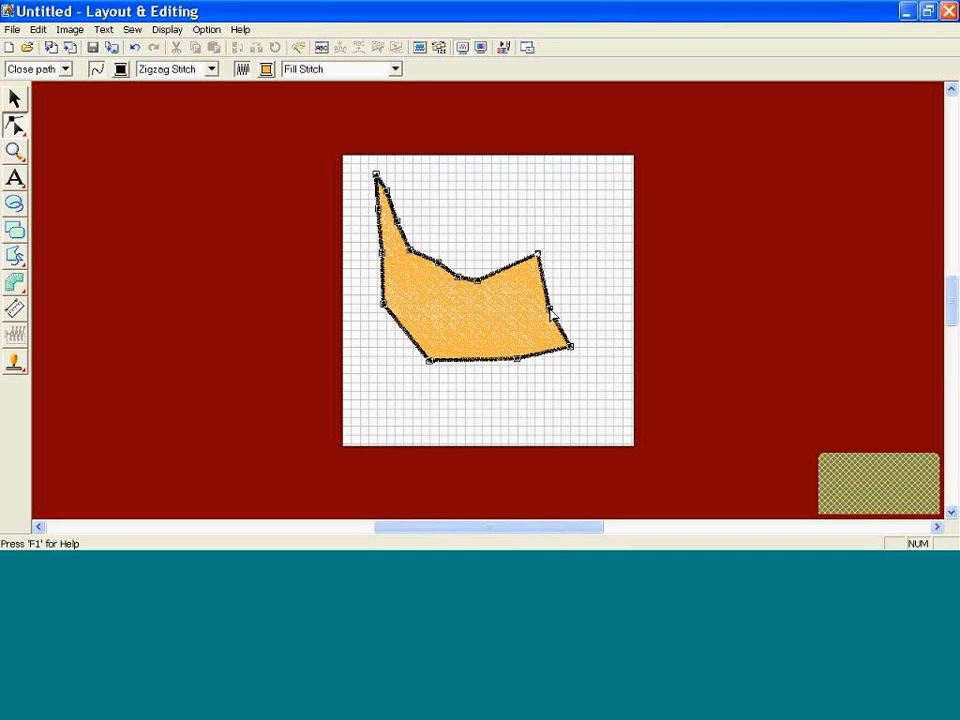 Untitled - Layout & Editing
File Edit Image Text Sew Display Option Help
Close path Zigzag Stitch Fill Stitch
Press 'F1' for Help NUM